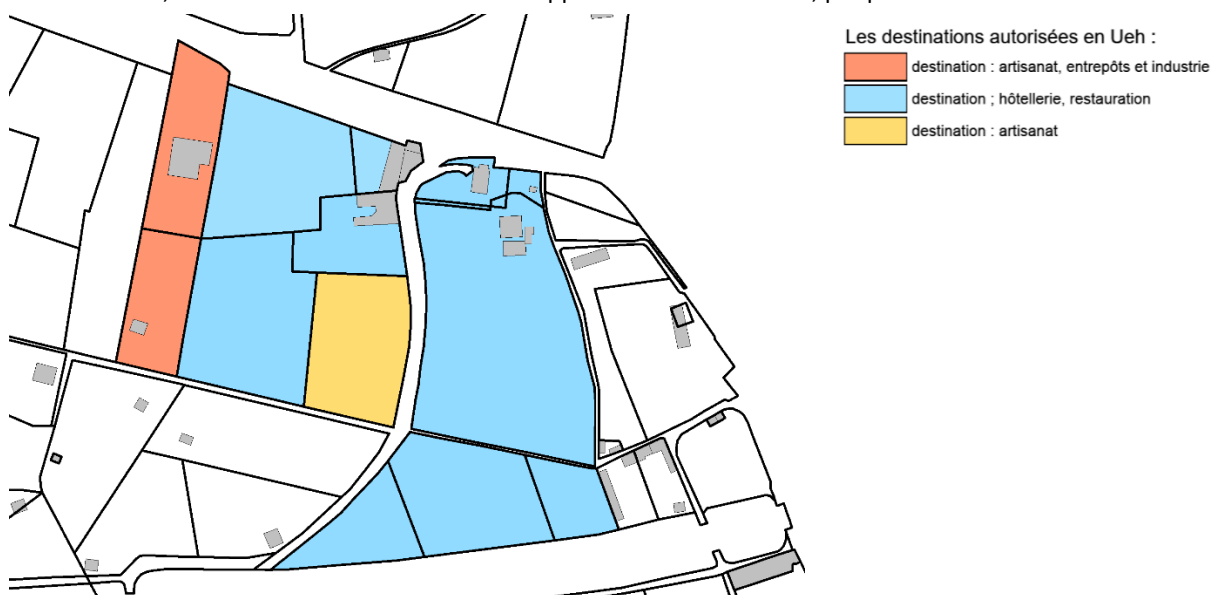 Les destinations autorisées en Ueh :
destination : artisanat, entrepôts et industrie
destination ; hôtellerie, restauration
destination : artisanat